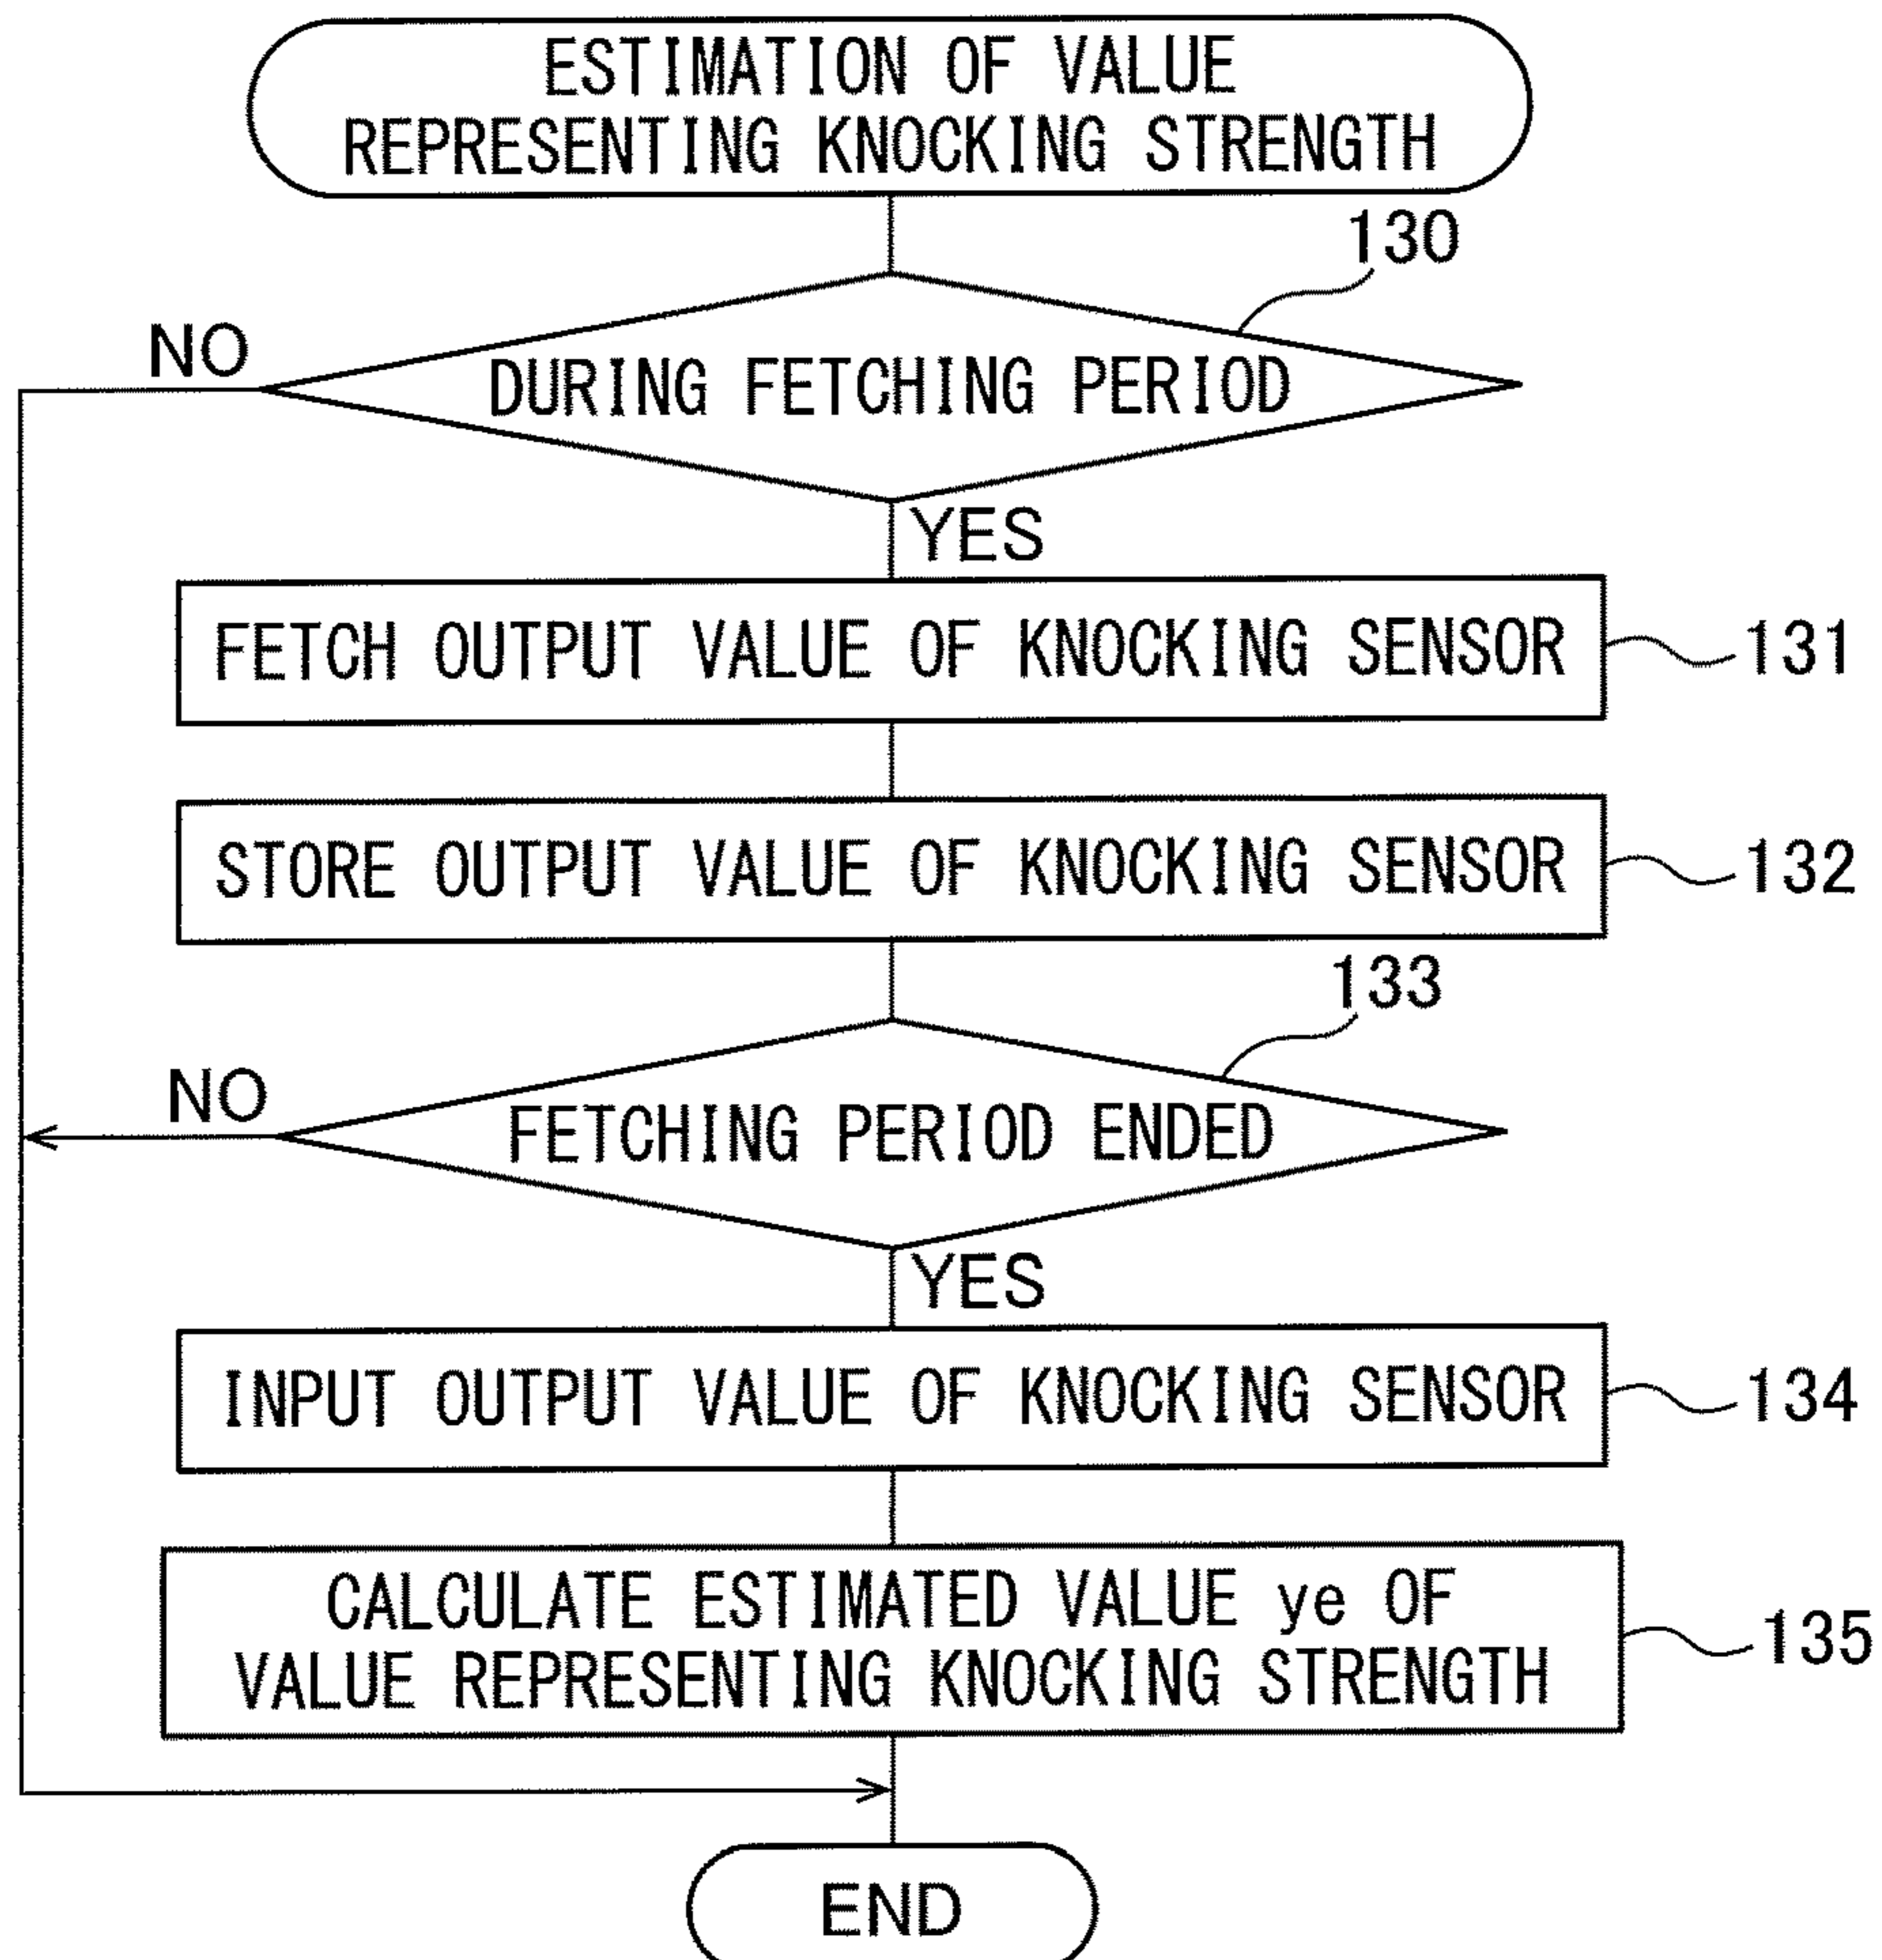 ESTIMATION OF VALUE
REPRESENTING KNOCKING STRENGTH
130
NO
DURING FETCHING PERIOD
YES
FETCH OUTPUT VALUE OF KNOCKING SENSOR
131
STORE OUTPUT VALUE OF KNOCKING SENSOR
132
133
NO
FETCHING PERIOD ENDED
YES
INPUT OUTPUT VALUE OF KNOCKING SENSOR
134
CALCULATE ESTIMATED VALUE ye OF
VALUE REPRESENTING KNOCKING STRENGTH
135
END